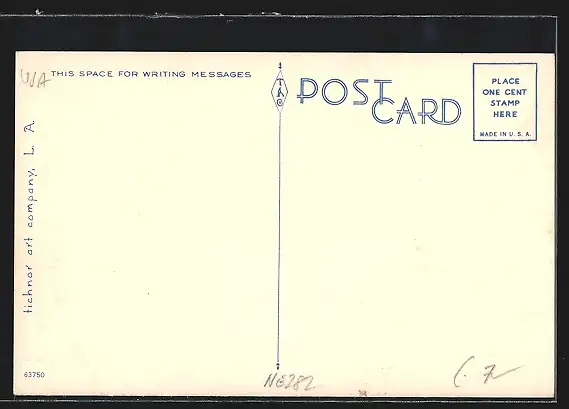 USA
THIS SPACE FOR WRITING MESSAGES
POST
CARD
PLACE
ONE CENT
STAMP
HERE
MADE IN U. S. A.
tichnor art company, L. A.
63750
NE282